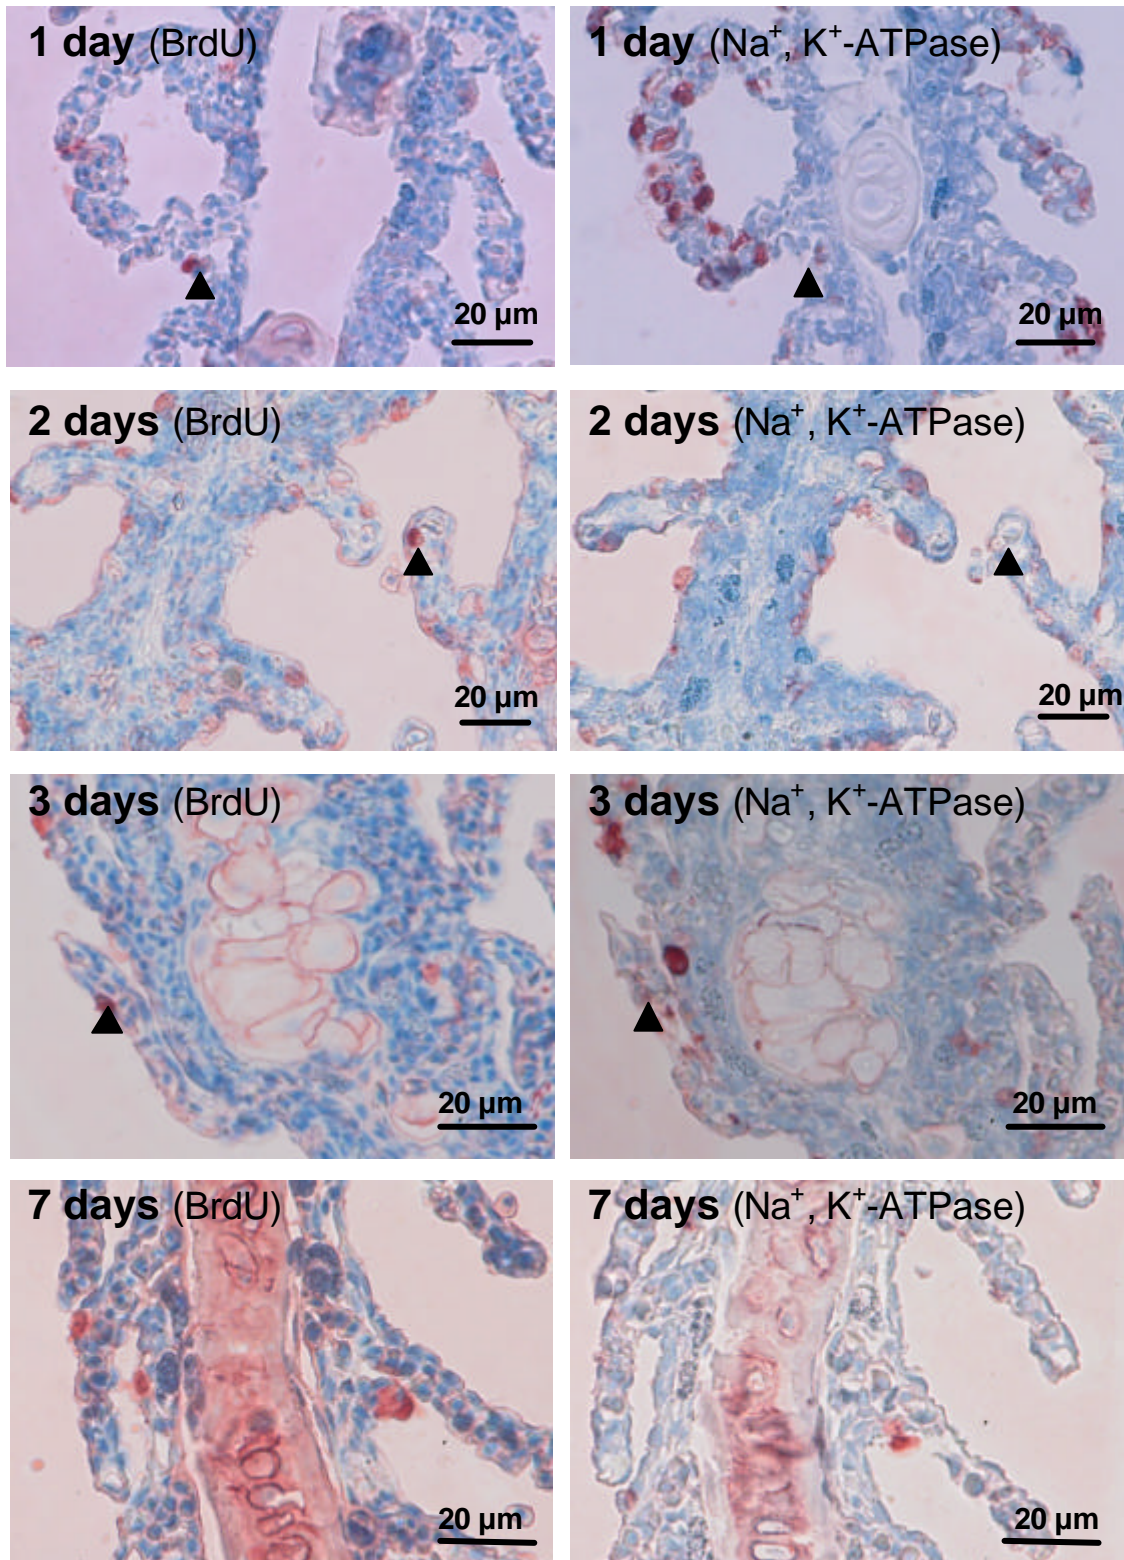 1 day (BrdU)
1 day (Na⁺, K⁺-ATPase)
20 µm
20 µm
2 days (BrdU)
2 days (Na⁺, K⁺-ATPase)
20 µm
20 µm
3 days (BrdU)
3 days (Na⁺, K⁺-ATPase)
20 µm
20 µm
7 days (BrdU)
7 days (Na⁺, K⁺-ATPase)
20 µm
20 µm